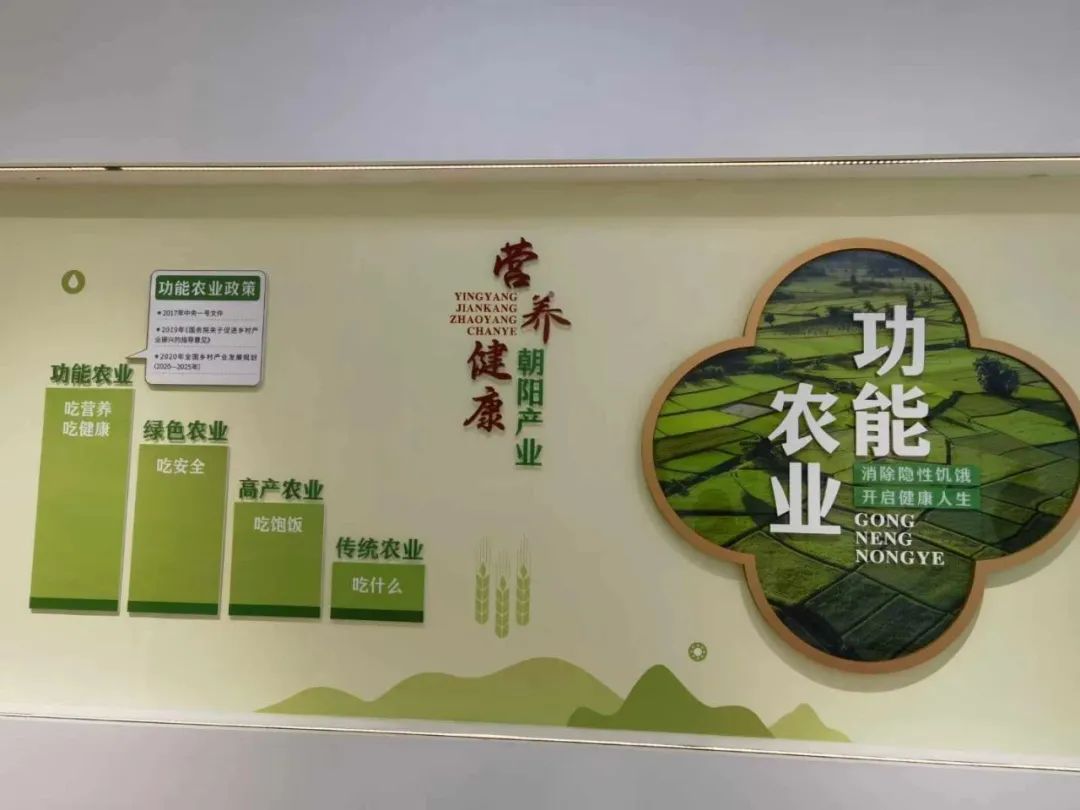 功能农业政策
★2017年中央一号文件
★2019年《国务院关于促进乡村产
业振兴的指导意见》
★2020年全国乡村产业发展规划
(2020—2025年)
功能农业
吃营养
吃健康
绿色农业
吃安全
高产农业
吃饱饭
传统农业
吃什么
营养健康
YINGYANG
JIANKANG
ZHAOYANG
CHANYE
朝阳产业
功能
农业
消除隐性饥饿
开启健康人生
GONG
NENG
NONGYE